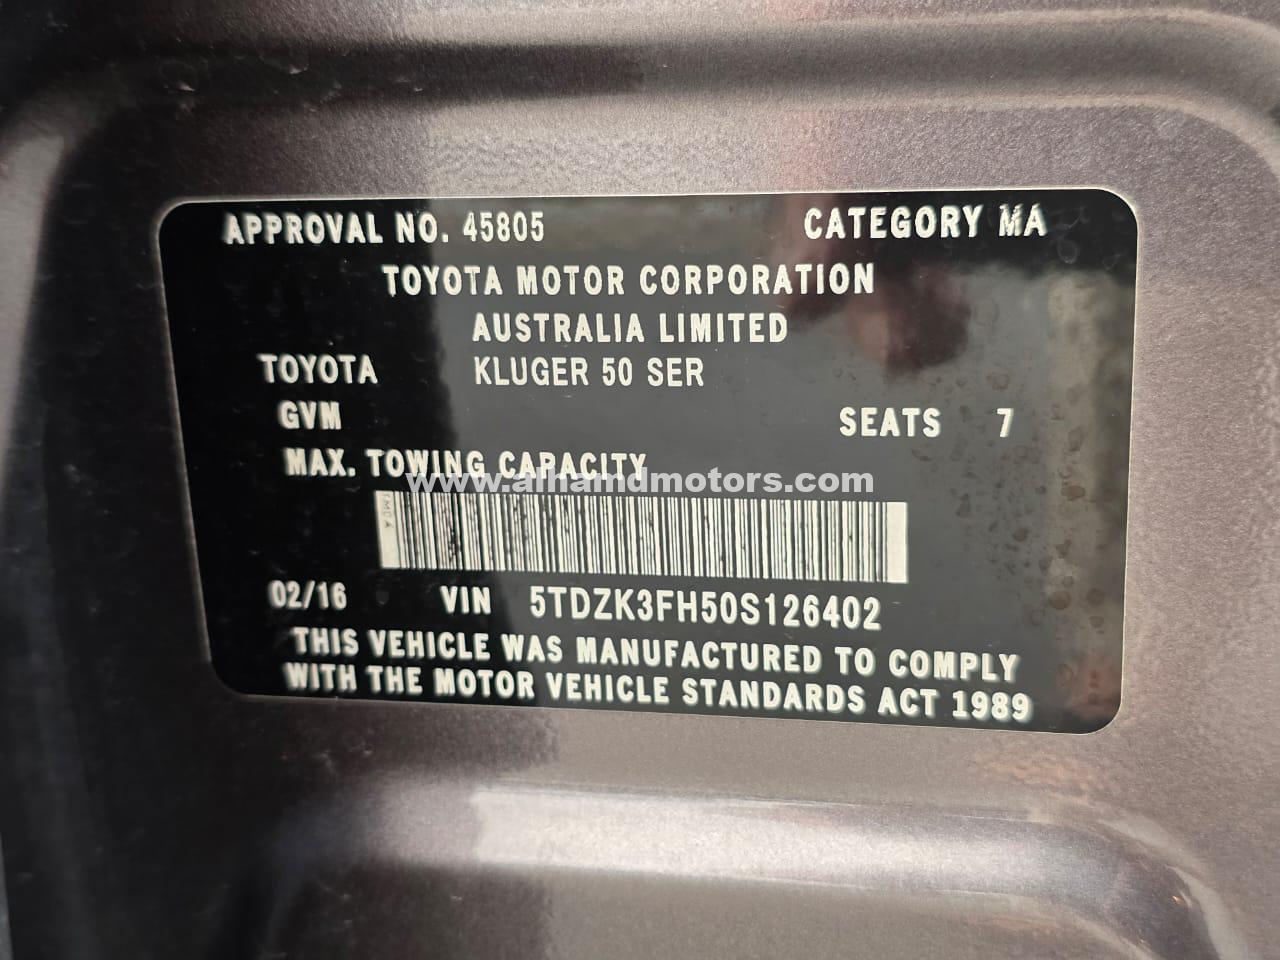 APPROVAL NO. 45805 CATEGORY MA
TOYOTA MOTOR CORPORATION
AUSTRALIA LIMITED
TOYOTA KLUGER 50 SER
GVM SEATS 7
MAX. TOWING CAPACITY
www.alhamdmotors.com
TMCA
02/16 VIN 5TDZK3FH50S126402
THIS VEHICLE WAS MANUFACTURED TO COMPLY
WITH THE MOTOR VEHICLE STANDARDS ACT 1989